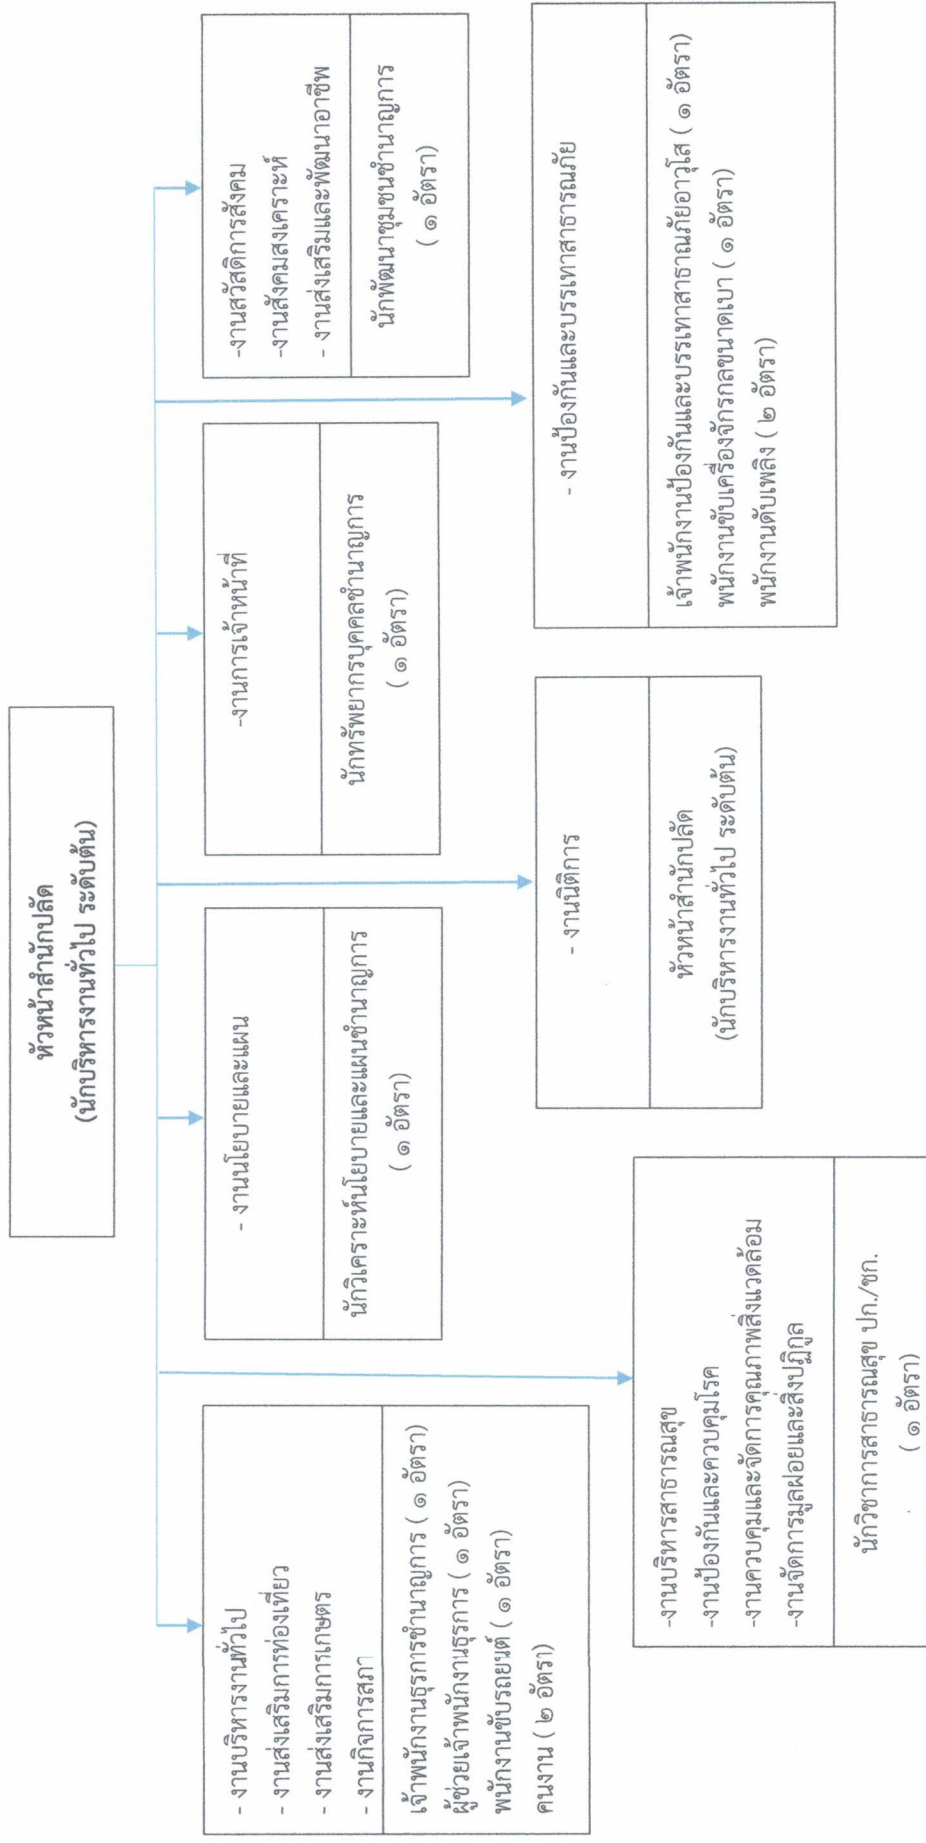 หัวหน้าสำนักปลัด
(นักบริหารงานทั่วไป ระดับต้น)
- งานบริหารงานทั่วไป
- งานส่งเสริมการท่องเที่ยว
- งานส่งเสริมการเกษตร
- งานกิจการสภา
เจ้าพนักงานธุรการชำนาญการ ( ๑ อัตรา)
ผู้ช่วยเจ้าพนักงานธุรการ ( ๑ อัตรา)
พนักงานขับรถยนต์ ( ๑ อัตรา)
คนงาน ( ๒ อัตรา)
- งานนโยบายและแผน
นักวิเคราะห์นโยบายและแผนชำนาญการ
( ๑ อัตรา)
-งานการเจ้าหน้าที่
นักทรัพยากรบุคคลชำนาญการ
( ๑ อัตรา)
-งานสวัสดิการสังคม
-งานสังคมสงเคราะห์
- งานส่งเสริมและพัฒนาอาชีพ
นักพัฒนาชุมชนชำนาญการ
( ๑ อัตรา)
-งานบริหารสาธารณสุข
-งานป้องกันและควบคุมโรค
-งานควบคุมและจัดการคุณภาพสิ่งแวดล้อม
-งานจัดการมูลฝอยและสิ่งปฏิกูล
นักวิชาการสาธารณสุข ปก./ชก.
( ๑ อัตรา)
- งานนิติการ
หัวหน้าสำนักปลัด
(นักบริหารงานทั่วไป ระดับต้น)
- งานป้องกันและบรรเทาสาธารณภัย
เจ้าพนักงานป้องกันและบรรเทาสาธาณภัยอาวุโส ( ๑ อัตรา)
พนักงานขับเครื่องจักรกลขนาดเบา ( ๑ อัตรา)
พนักงานดับเพลิง ( ๒ อัตรา)